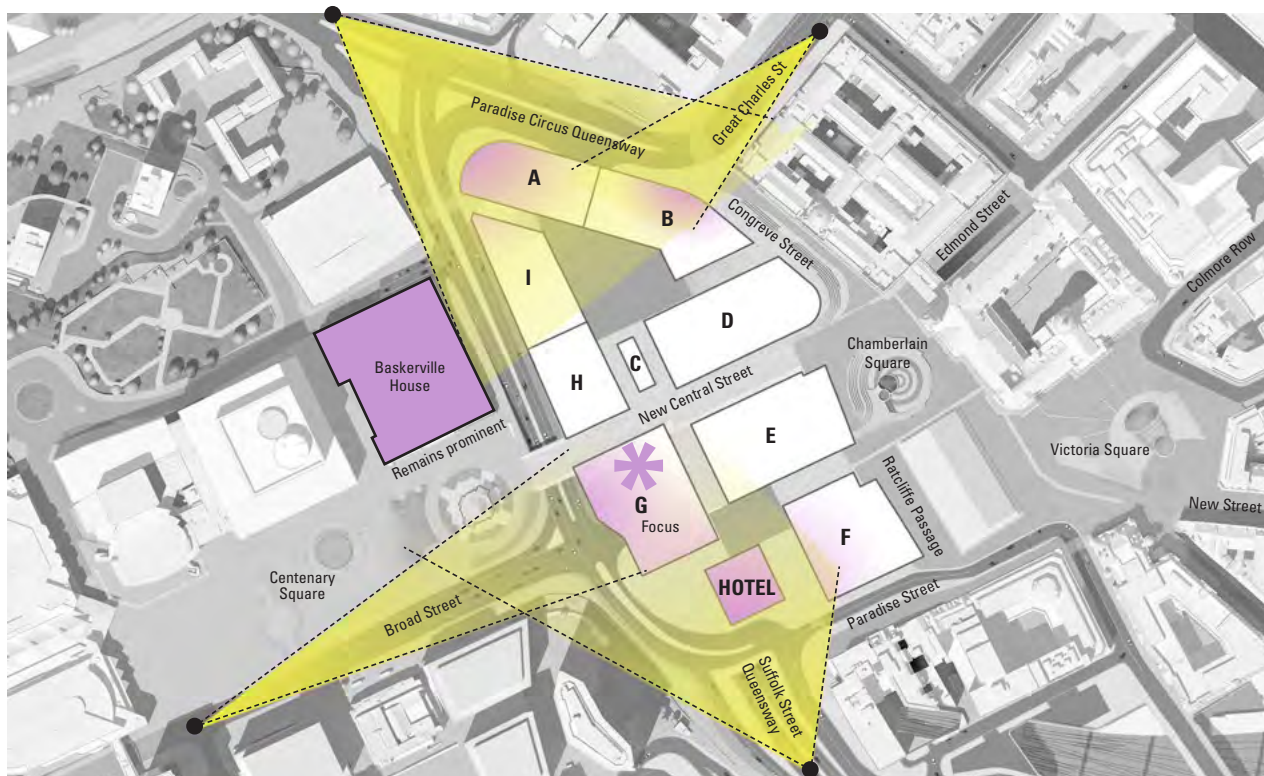 Paradise Circus Queensway
Great Charles St
A
B
Congreve Street
Edmond Street
Colmore Row
I
D
Chamberlain
Square
Baskerville
House
C
H
New Central Street
Remains prominent
E
Victoria Square
Ratcliffe Passage
New Street
G
Focus
F
Centenary
Square
HOTEL
Broad Street
Paradise Street
Suffolk Street
Queensway